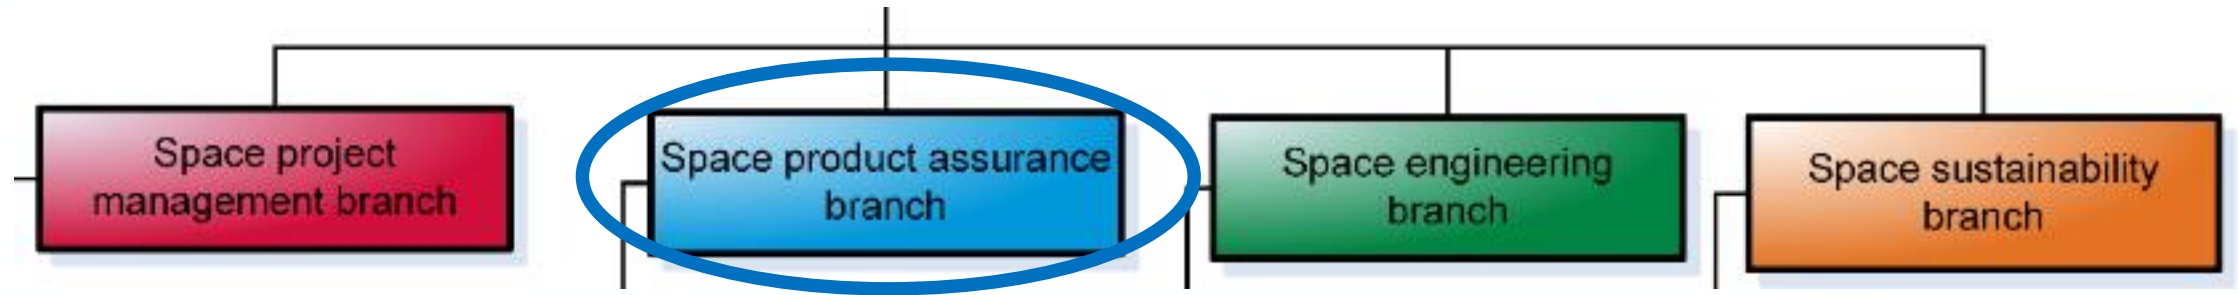 Space project
management branch
Space product assurance
branch
Space engineering
branch
Space sustainability
branch